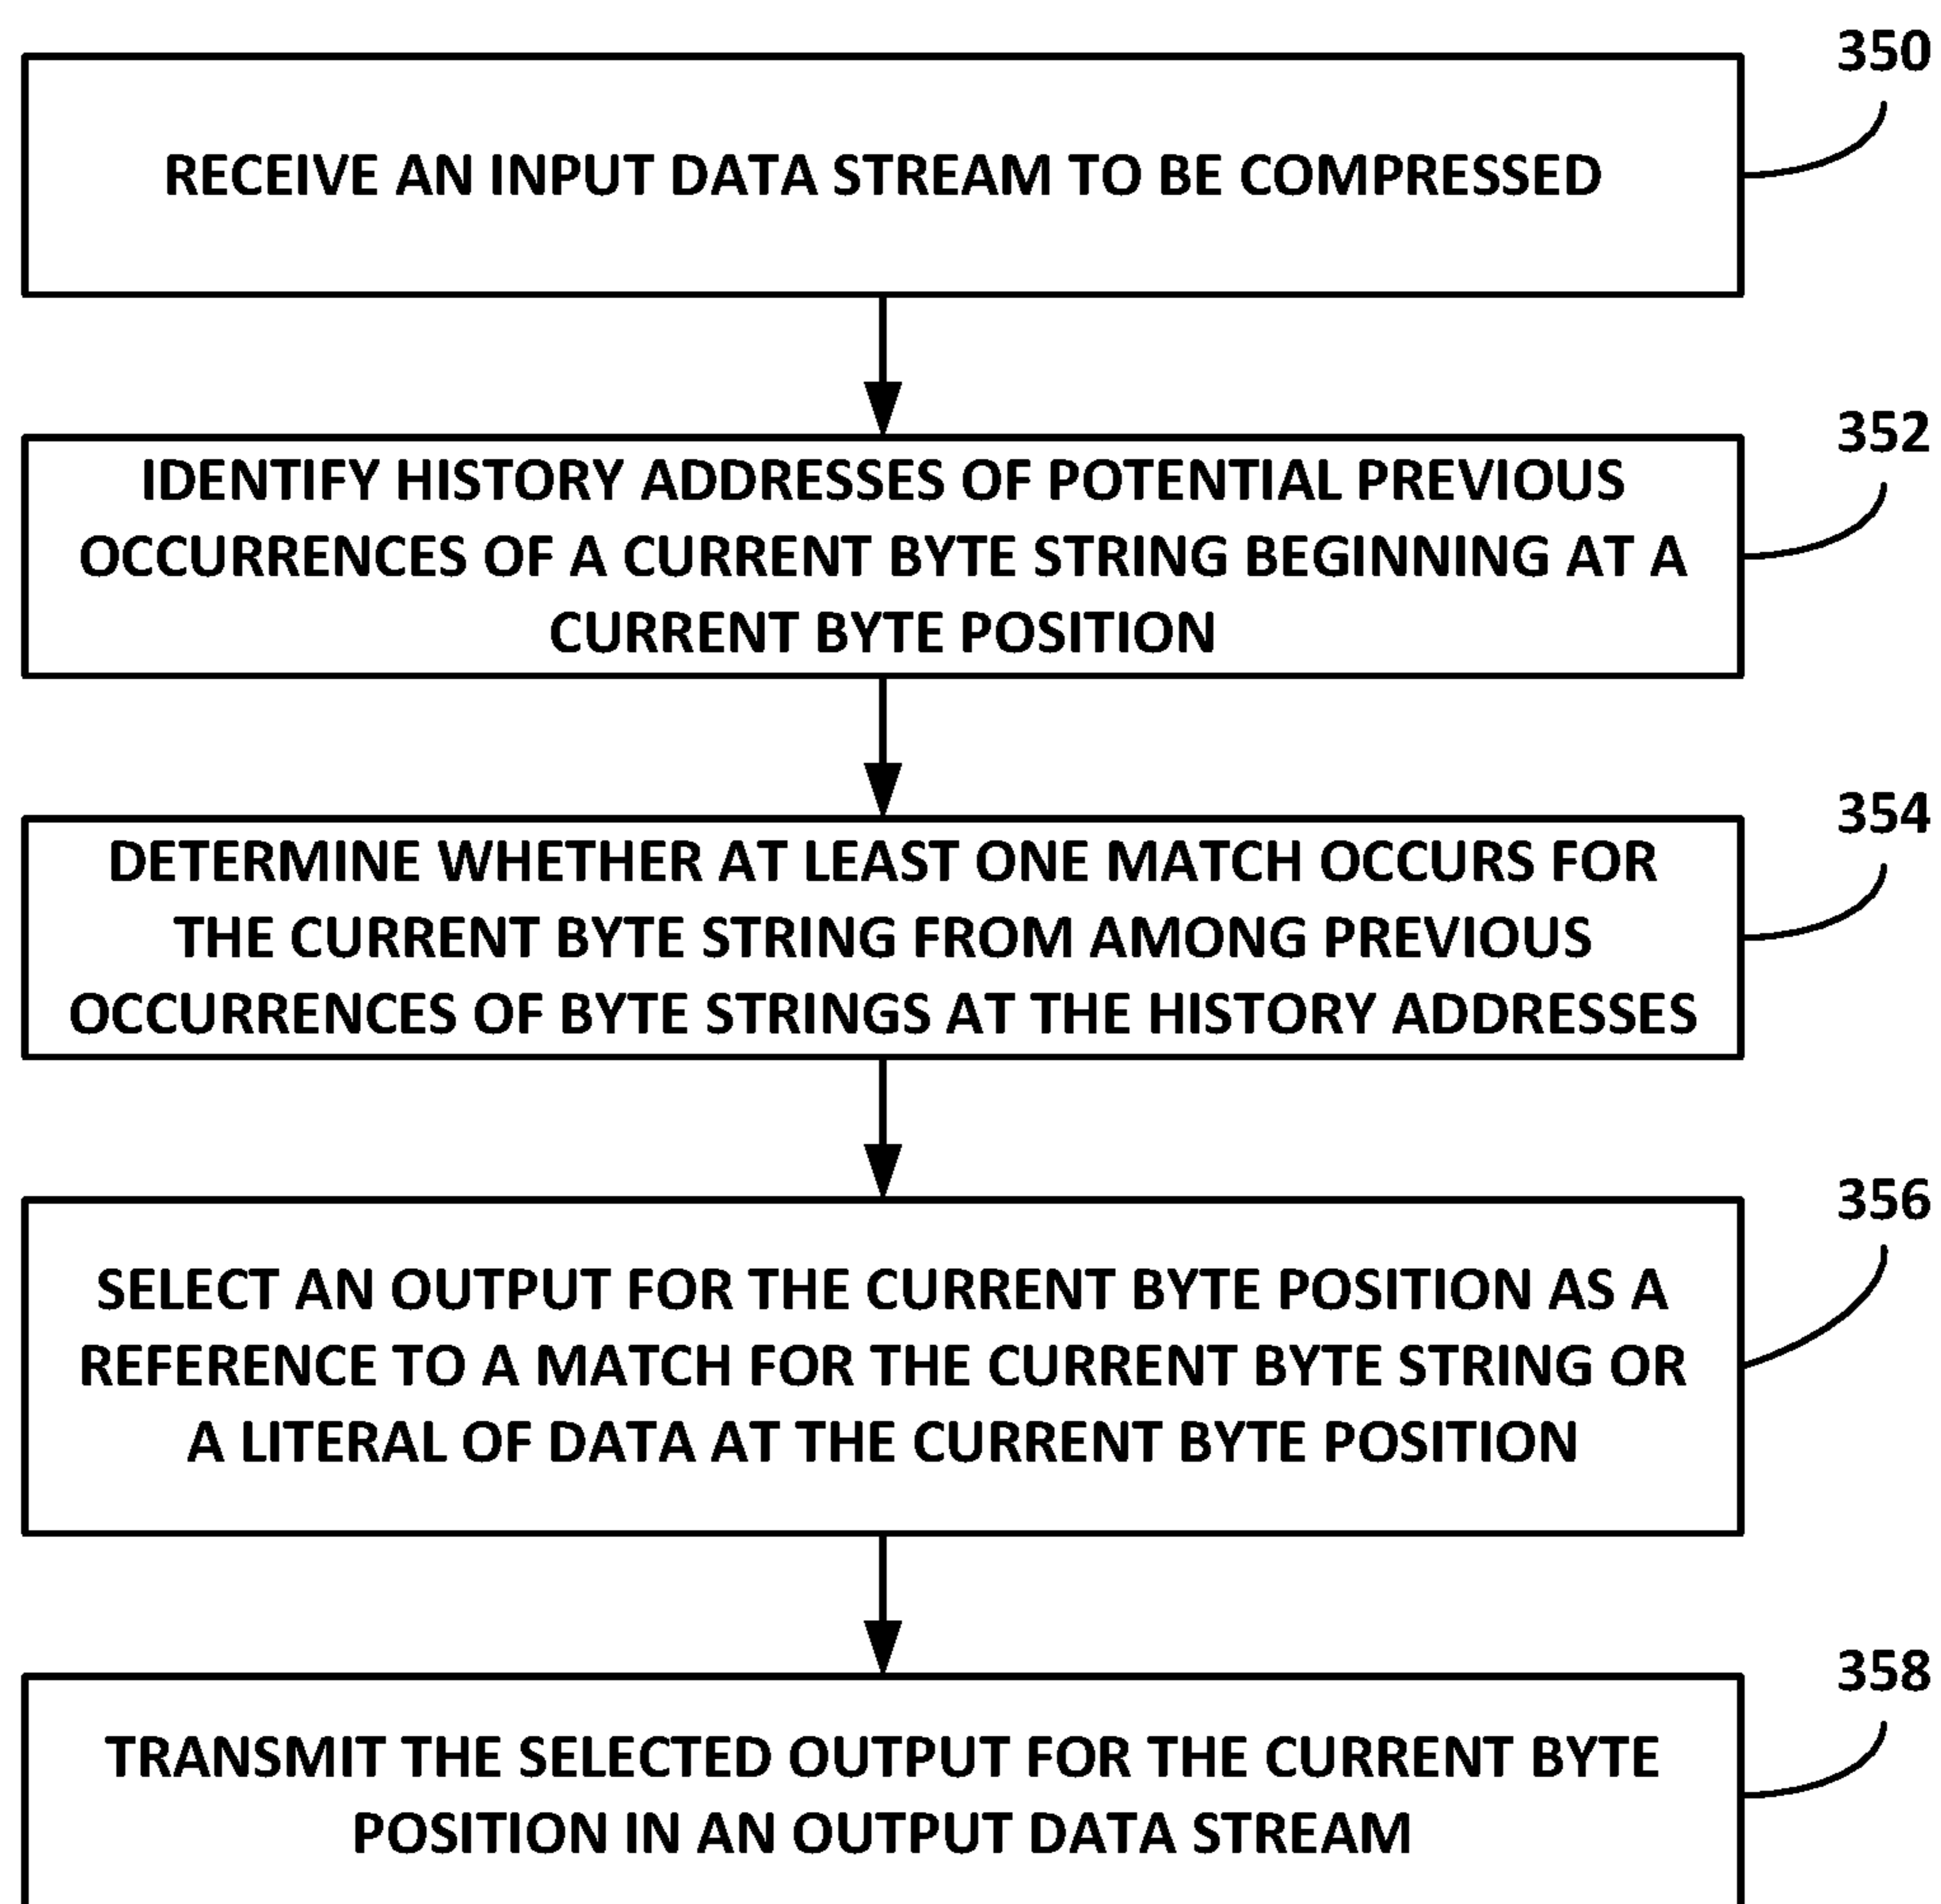 350
RECEIVE AN INPUT DATA STREAM TO BE COMPRESSED
352
IDENTIFY HISTORY ADDRESSES OF POTENTIAL PREVIOUS
OCCURRENCES OF A CURRENT BYTE STRING BEGINNING AT A
CURRENT BYTE POSITION
354
DETERMINE WHETHER AT LEAST ONE MATCH OCCURS FOR
THE CURRENT BYTE STRING FROM AMONG PREVIOUS
OCCURRENCES OF BYTE STRINGS AT THE HISTORY ADDRESSES
356
SELECT AN OUTPUT FOR THE CURRENT BYTE POSITION AS A
REFERENCE TO A MATCH FOR THE CURRENT BYTE STRING OR
A LITERAL OF DATA AT THE CURRENT BYTE POSITION
358
TRANSMIT THE SELECTED OUTPUT FOR THE CURRENT BYTE
POSITION IN AN OUTPUT DATA STREAM